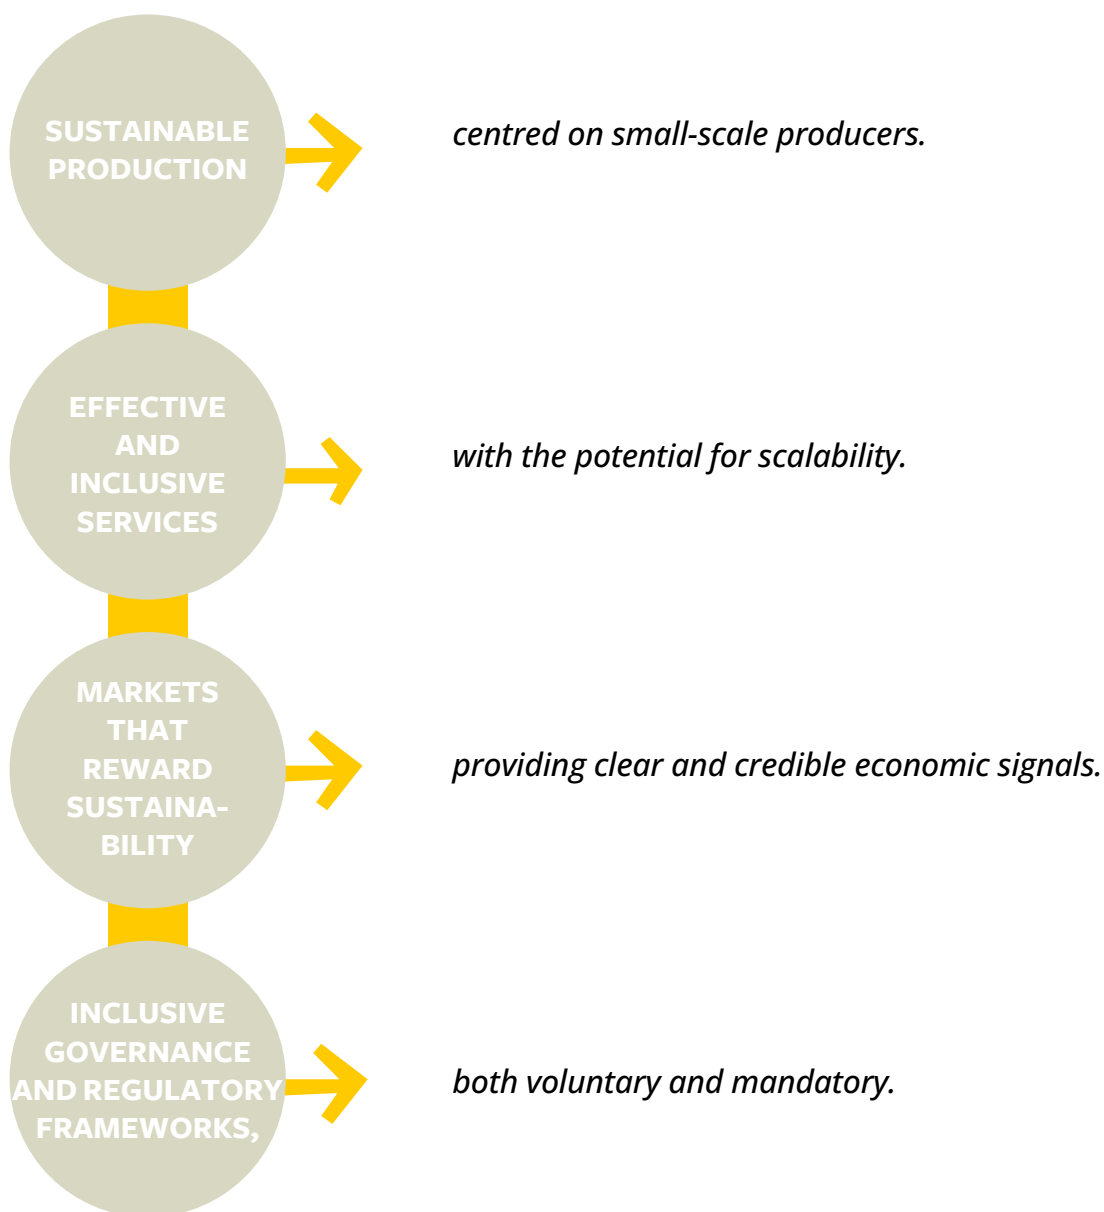 SUSTAINABLE
PRODUCTION
centred on small-scale producers.
EFFECTIVE
AND
INCLUSIVE
SERVICES
with the potential for scalability.
MARKETS
THAT
REWARD
SUSTAINA-
BILITY
providing clear and credible economic signals.
INCLUSIVE
GOVERNANCE
AND REGULATORY
FRAMEWORKS,
both voluntary and mandatory.